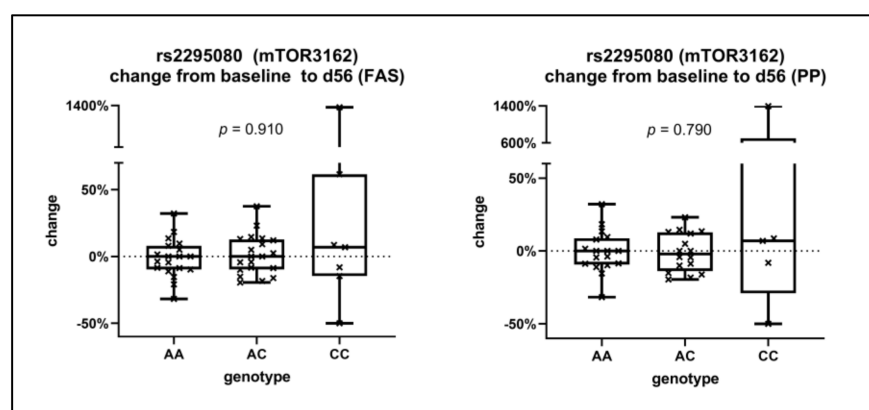 rs2295080 (mTOR3162)
change from baseline to d56 (FAS)
1400%
p = 0.910
50%
0%
-50%
change
AA AC CC
genotype
rs2295080 (mTOR3162)
change from baseline to d56 (PP)
1400%
600%
p = 0.790
50%
0%
-50%
change
AA AC CC
genotype